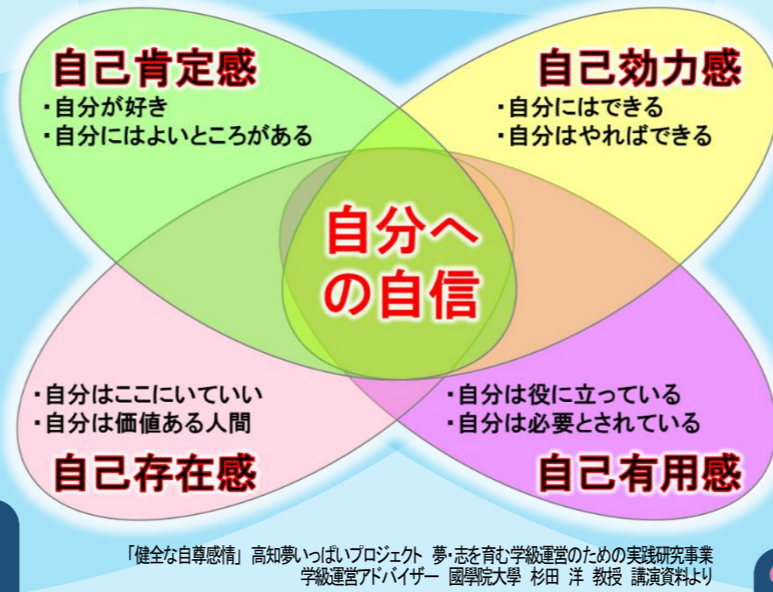 自己肯定感
・自分が好き
・自分にはよいところがある
自己効力感
・自分にはできる
・自分はやればできる
自分へ
の自信
・自分はここにいていい
・自分は価値ある人間
自己存在感
・自分は役に立っている
・自分は必要とされている
自己有用感
「健全な自尊感情」 高知夢いっぱいプロジェクト 夢・志を育む学級運営のための実践研究事業
学級運営アドバイザー 國學院大學 杉田 洋 教授 講演資料より